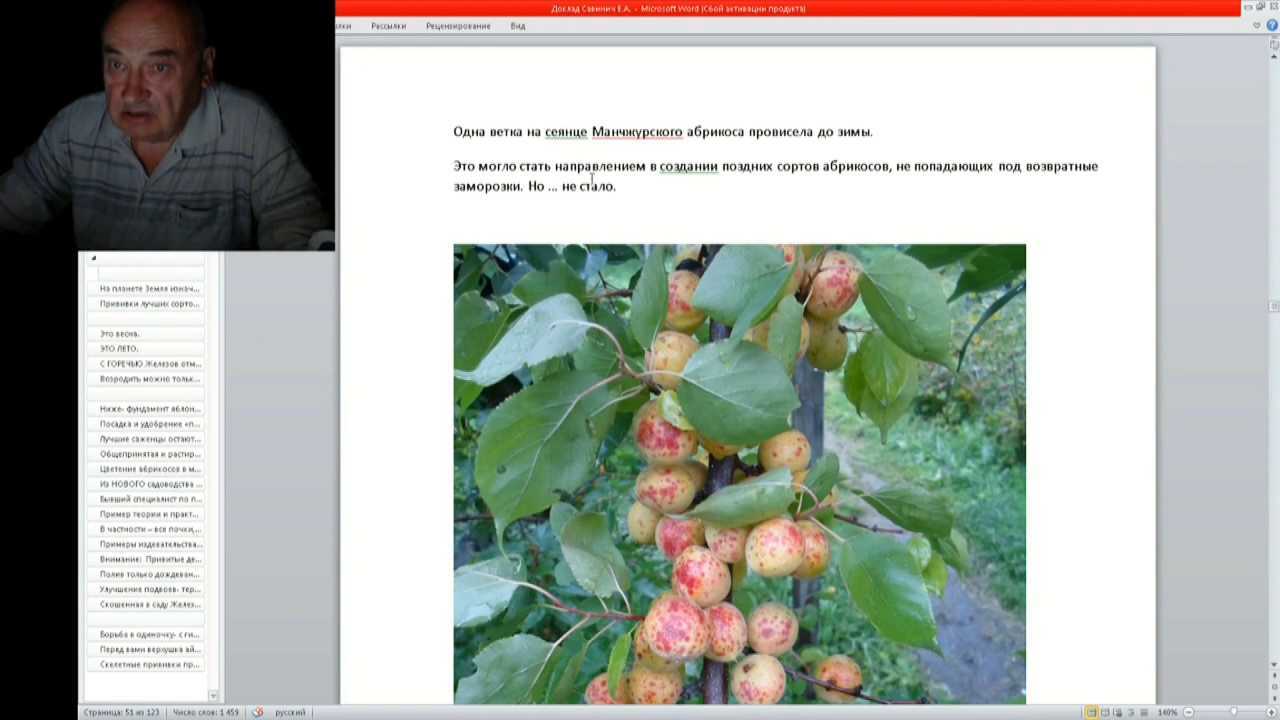 Доклад Савинич Е.А. - Microsoft Word (Сбой активации продукта)
лки Рассылки Рецензирование Вид
Одна ветка на сеянце Манчжурского абрикоса провисела до зимы.
Это могло стать направлением в создании поздних сортов абрикосов, не попадающих под возвратные
заморозки. Но ... не стало.
На планете Земля изнач...
Прививки лучших сорто...
Это весна.
ЭТО ЛЕТО.
С ГОРЕЧЬЮ Железов отм...
Возродить можно тольк...
Ниже- фундамент яблон...
Посадка и удобрение «п...
Лучшие саженцы остают...
Общепринятая и растир...
Цветение абрикосов в м...
Из НОВОГО садоводства ...
Бывший специалист по п...
Пример теории и практ...
В частности – все почки,...
Примеры издевательства...
Внимание: Привитые де...
Полив только дождеван...
Улучшение подвоев- тер...
Скошенная в саду Желез...
Борьба в одиночку- с ги...
Перед вами верхушка ай...
Скелетные прививки пр...
Страница: 51 из 123 Число слов: 1 459 русский 140%